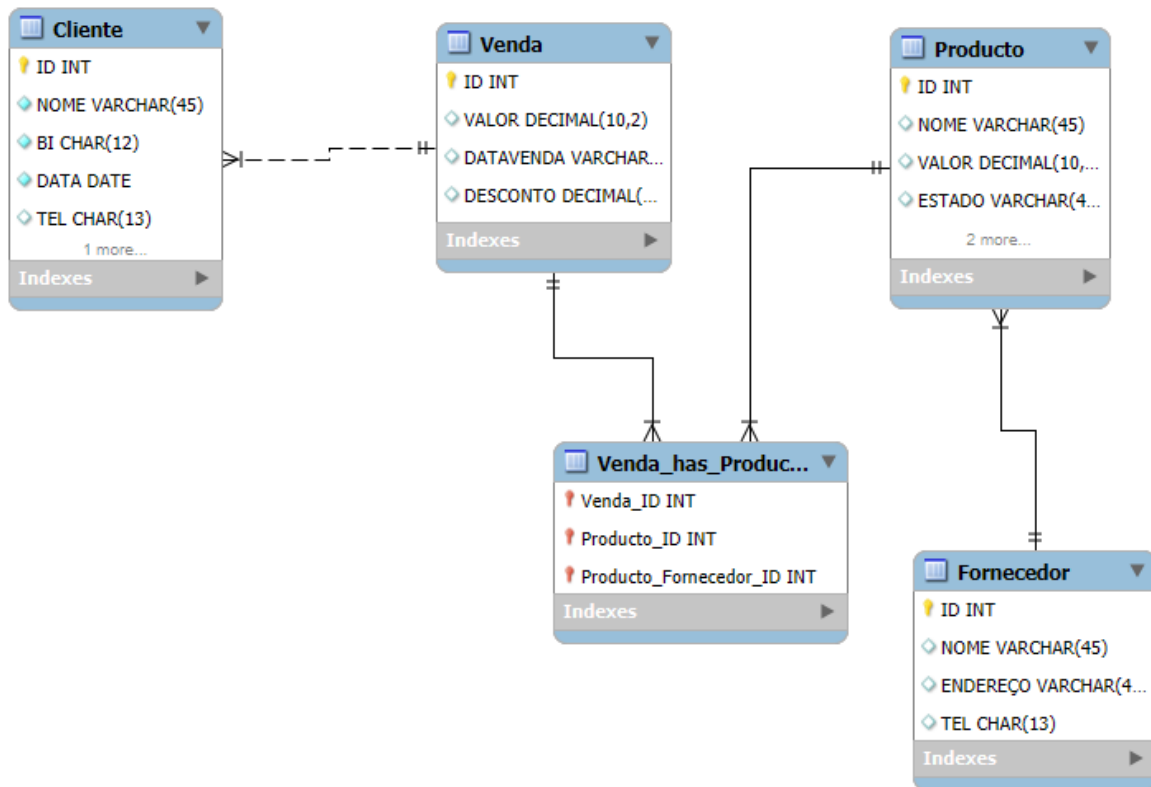 Cliente
ID INT
NOME VARCHAR(45)
BI CHAR(12)
DATA DATE
TEL CHAR(13)
1 more...
Indexes
Venda
ID INT
VALOR DECIMAL(10,2)
DATAVENDA VARCHAR...
DESCONTO DECIMAL(...
Indexes
Producto
ID INT
NOME VARCHAR(45)
VALOR DECIMAL(10,...
ESTADO VARCHAR(4...
2 more...
Indexes
Venda_has_Produc...
Venda_ID INT
Producto_ID INT
Producto_Fornecedor_ID INT
Indexes
Fornecedor
ID INT
NOME VARCHAR(45)
ENDEREÇO VARCHAR(4...
TEL CHAR(13)
Indexes